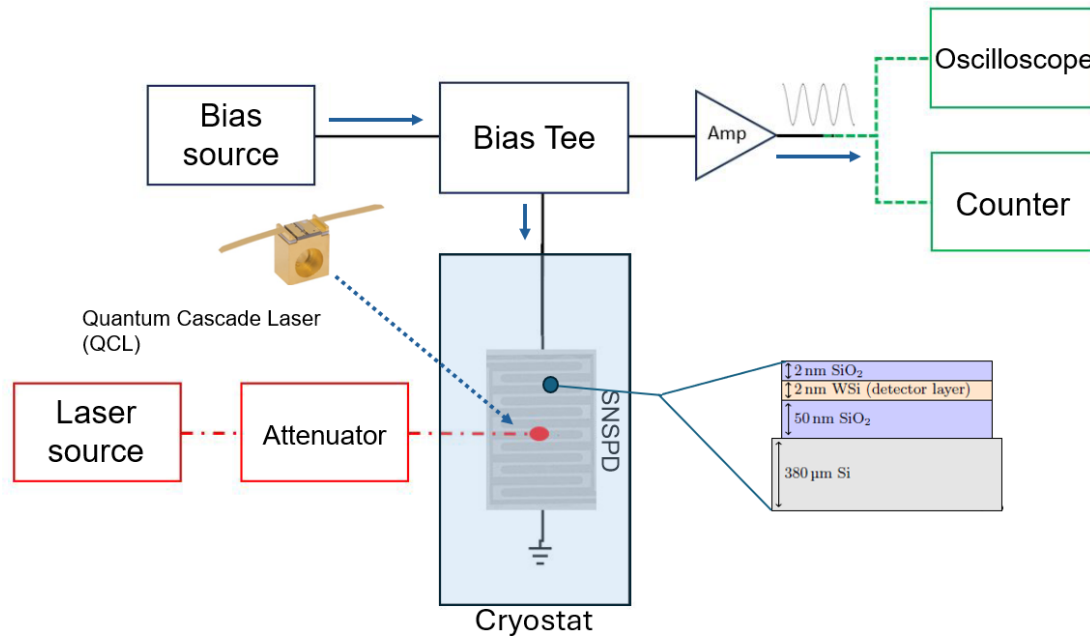 Bias
source
Bias Tee
Amp
Oscilloscope
Counter
Quantum Cascade Laser
(QCL)
Laser
source
Attenuator
SNSPD
2 nm SiO₂
2 nm WSi (detector layer)
50 nm SiO₂
380 µm Si
Cryostat